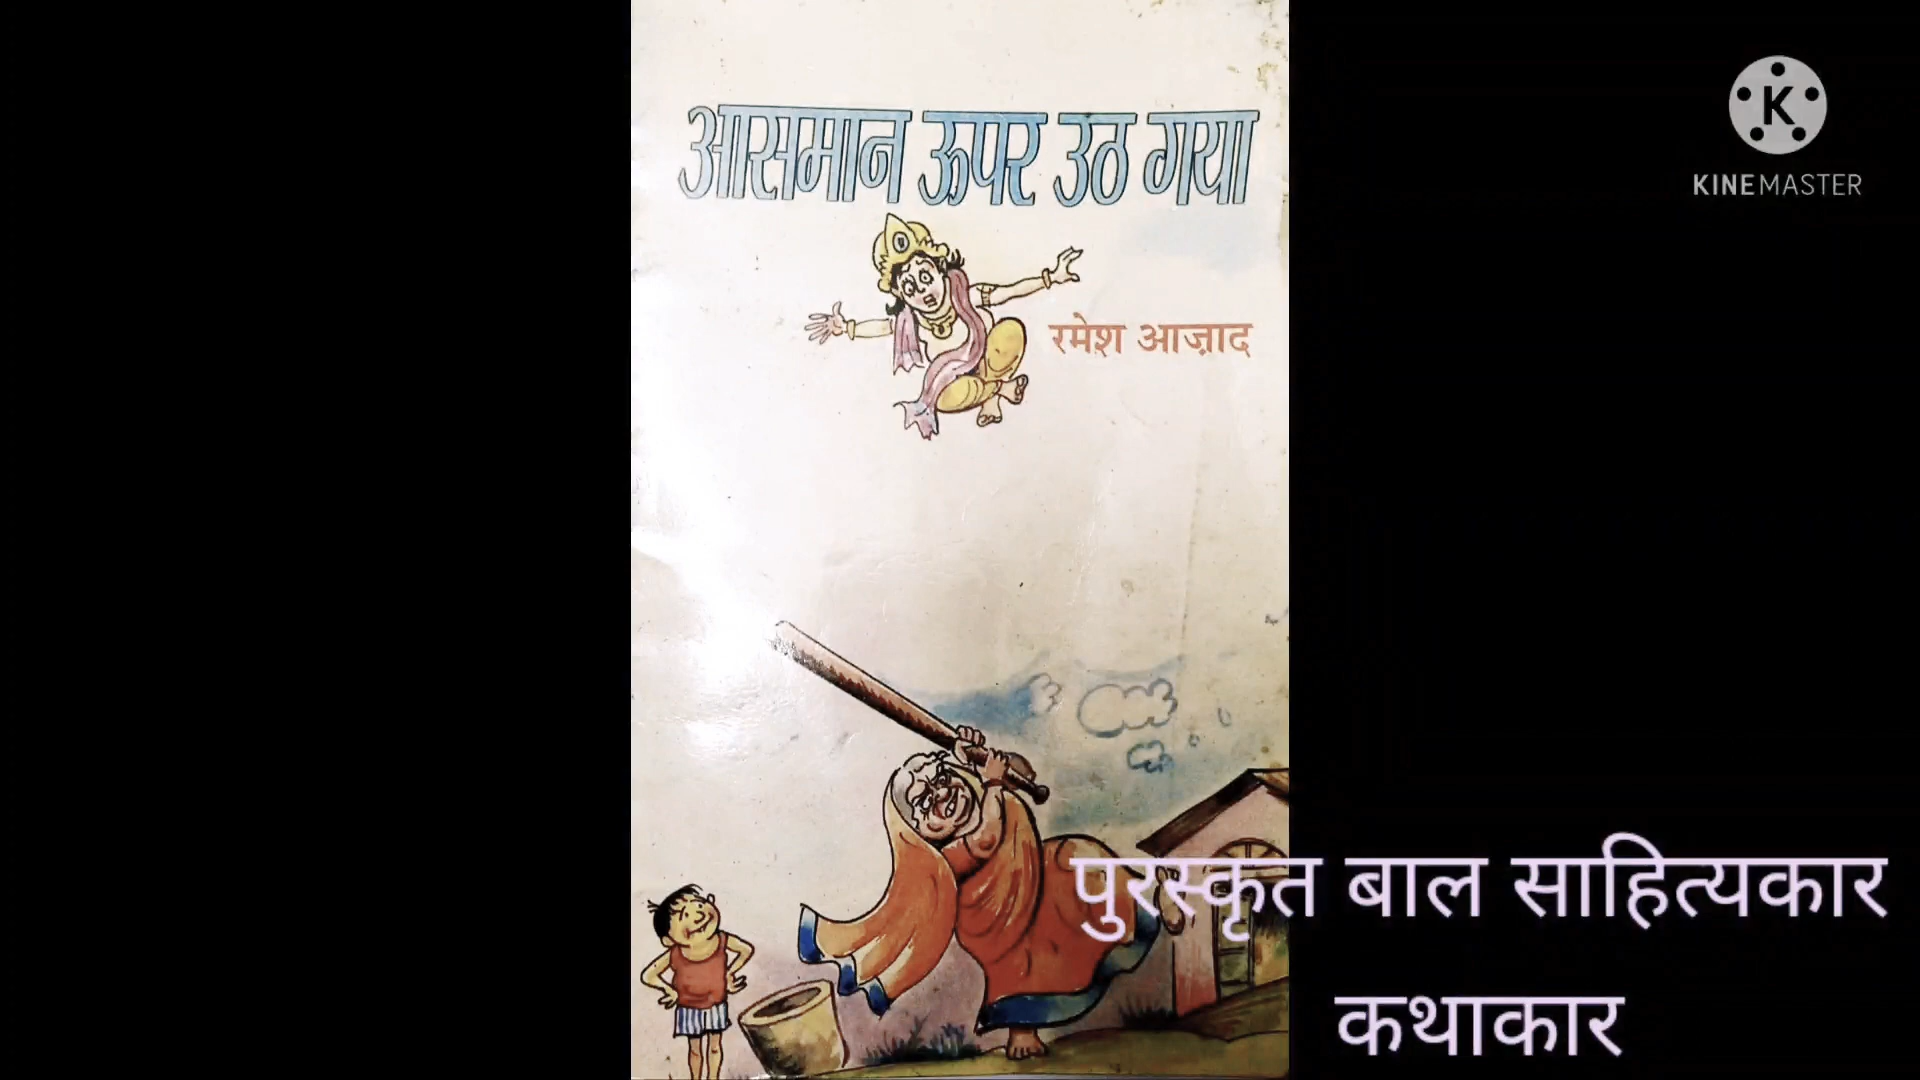 आसमान ऊपर उठ गया
रमेश आज़ाद
K
KINEMASTER
पुरस्कृत बाल साहित्यकार
कथाकार